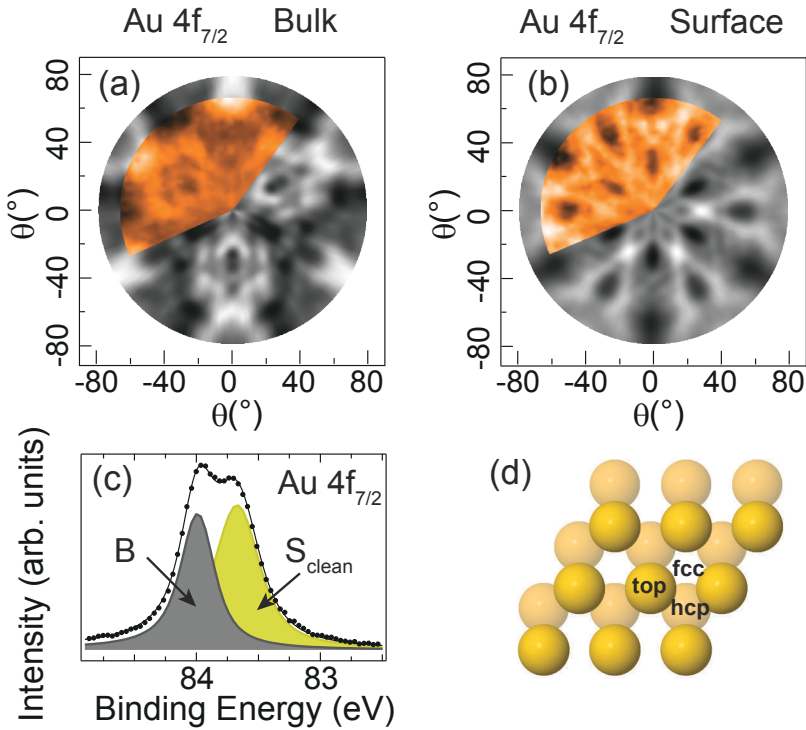 Au 4f7/2 Bulk
Au 4f7/2 Surface
(a)
80
40
0
-40
-80
θ(°)
-80 -40 0 40 80
θ(°)
(b)
80
40
0
-40
-80
θ(°)
-80 -40 0 40 80
θ(°)
(c)
Au 4f7/2
B
Sclean
Intensity (arb. units)
84 83
Binding Energy (eV)
(d)
fcc
top
hcp